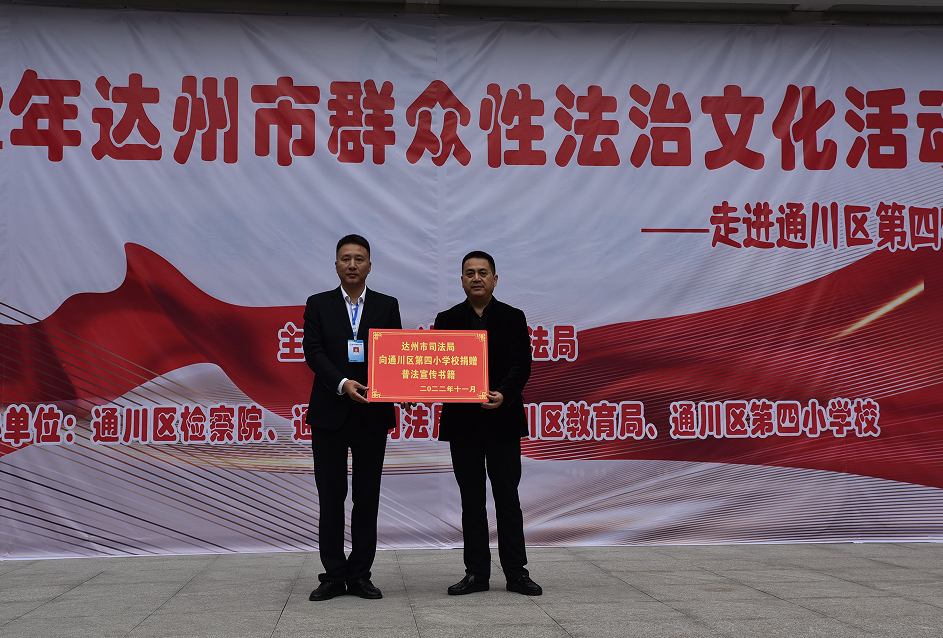 年达州市群众性法治文化活动
——走进通川区第四
主 法局
达州市司法局
向通川区第四小学校捐赠
普法宣传书籍
二〇二二年十一月
单位：通川区检察院、通 司法局 川区教育局、通川区第四小学校